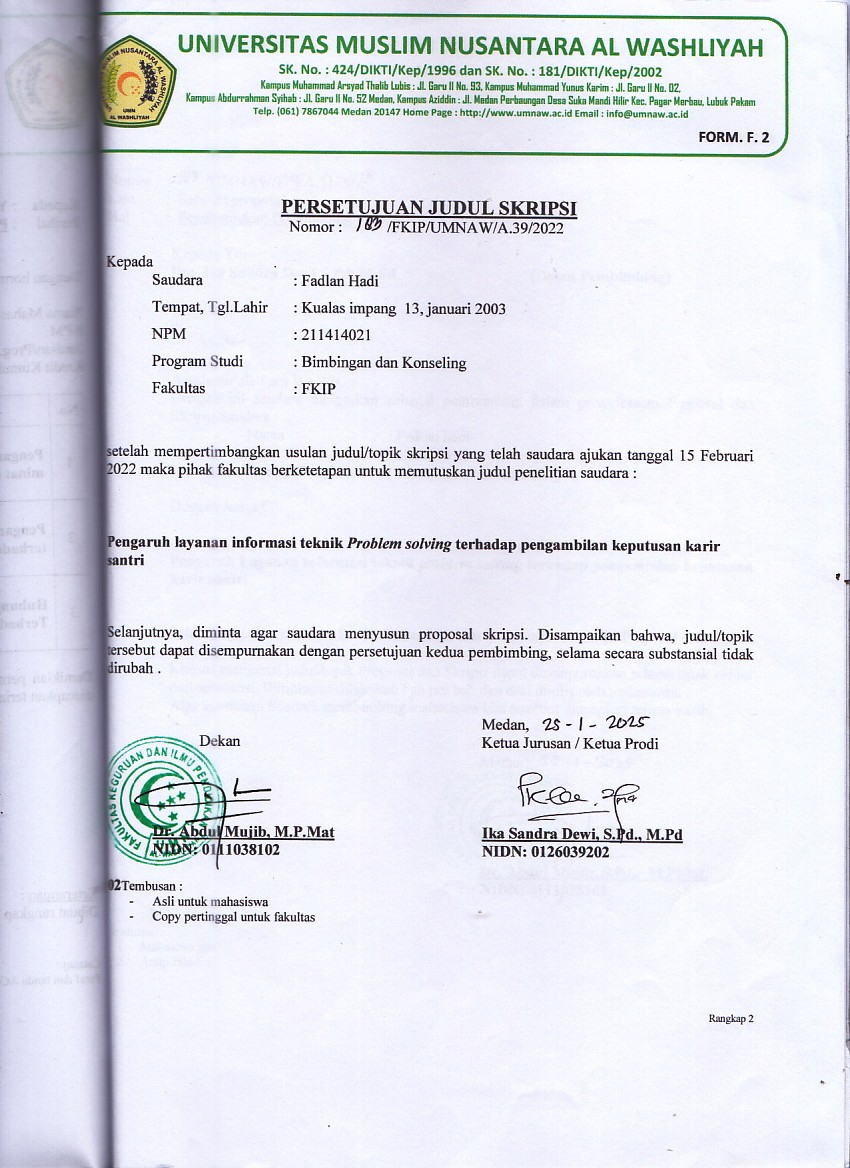 UNIVERSITAS MUSLIM NUSANTARA AL WASHLIYAH
SK. No. : 424/DIKTI/Kep/1996 dan SK. No. : 181/DIKTI/Kep/2002
Kampus Muhammad Arsyad Thalib Lubis : Jl. Garu II No. 93, Kampus Muhammad Yunus Karim : Jl. Garu II No. 02,
Kampus Abdurrahman Syihab : Jl. Garu II No. 52 Medan, Kampus Aziddin : Jl. Medan Perbaungan Desa Suka Mandi Hilir Kec. Pagar Merbau, Lubuk Pakam
Telp. (061) 7867044 Medan 20147 Home Page : http://www.umnaw.ac.id Email : info@umnaw.ac.id
UMN
AL WASHLIYAH
FORM. F. 2
PERSETUJUAN JUDUL SKRIPSI
Nomor : /FKIP/UMNAW/A.39/2022
Kepada
Saudara : Fadlan Hadi
Tempat, Tgl.Lahir : Kualas impang 13, januari 2003
NPM : 211414021
Program Studi : Bimbingan dan Konseling
Fakultas : FKIP
setelah mempertimbangkan usulan judul/topik skripsi yang telah saudara ajukan tanggal 15 Februari
2022 maka pihak fakultas berketetapan untuk memutuskan judul penelitian saudara :
Pengaruh layanan informasi teknik Problem solving terhadap pengambilan keputusan karir
santri
Selanjutnya, diminta agar saudara menyusun proposal skripsi. Disampaikan bahwa, judul/topik
tersebut dapat disempurnakan dengan persetujuan kedua pembimbing, selama secara substansial tidak
dirubah .
Medan, 25-1-2025
Dekan
Ketua Jurusan / Ketua Prodi
FAKULTAS KEGURUAN DAN ILMU PENDIDIKAN
Dr. Abdul Mujib, M.P.Mat
NIDN: 0111038102
Ika Sandra Dewi, S.Pd., M.Pd
NIDN: 0126039202
02Tembusan :
- Asli untuk mahasiswa
- Copy pertinggal untuk fakultas
Rangkap 2